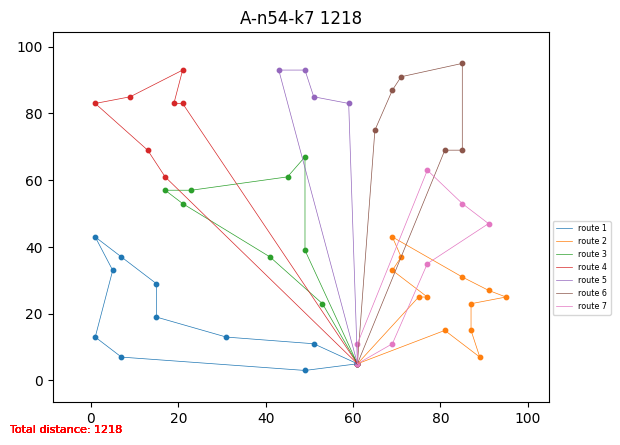 A-n54-k7 1218
100
80
60
40
20
0
0 20 40 60 80 100
route 1
route 2
route 3
route 4
route 5
route 6
route 7
Total distance: 1218